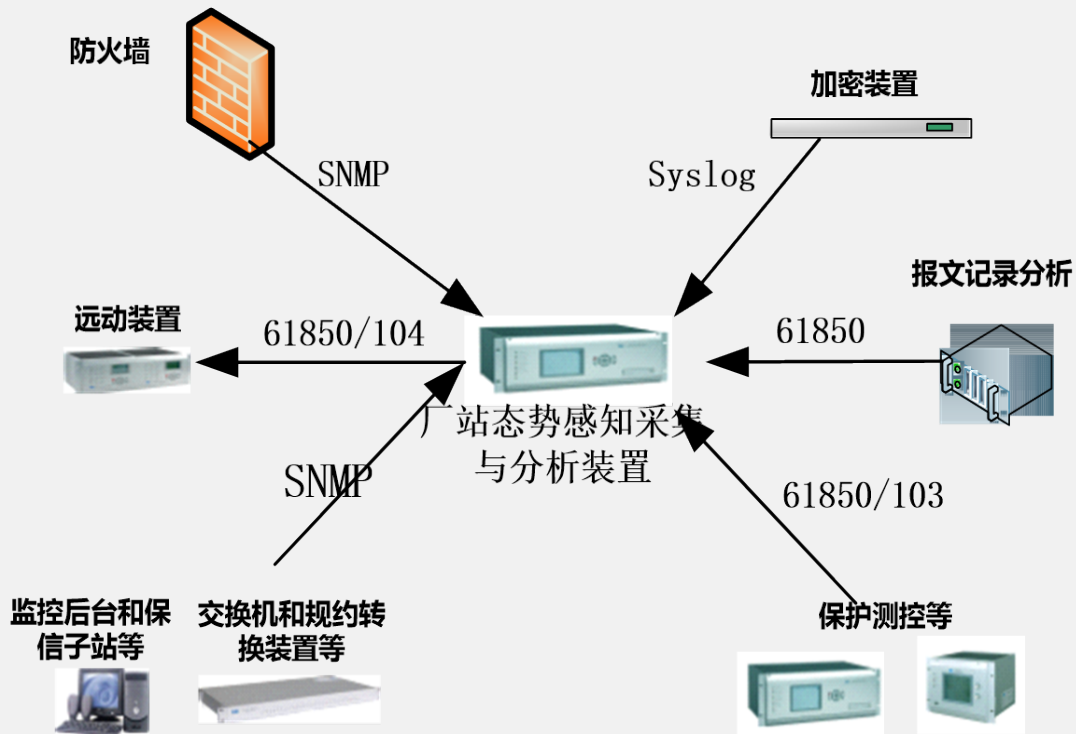 防火墙
加密装置
SNMP
Syslog
报文记录分析
远动装置
61850/104
61850
厂站态势感知采集
与分析装置
SNMP
61850/103
监控后台和保
信子站等
交换机和规约转
换装置等
保护测控等